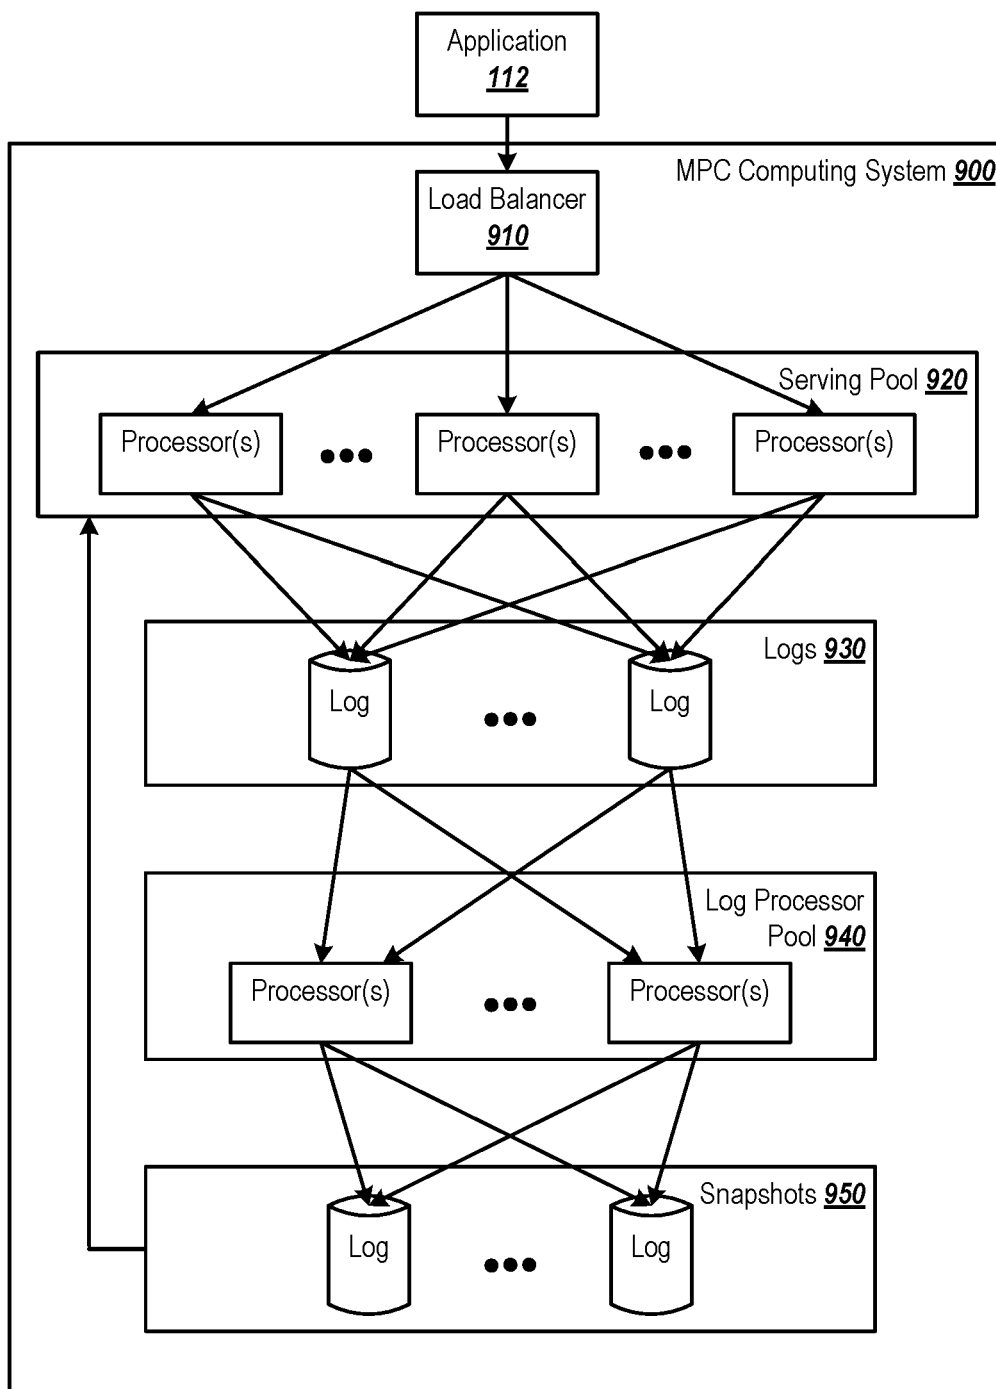 Application
112
MPC Computing System 900
Load Balancer
910
Serving Pool 920
Processor(s)
Processor(s)
Processor(s)
Logs 930
Log
Log
Log Processor
Pool 940
Processor(s)
Processor(s)
Snapshots 950
Log
Log